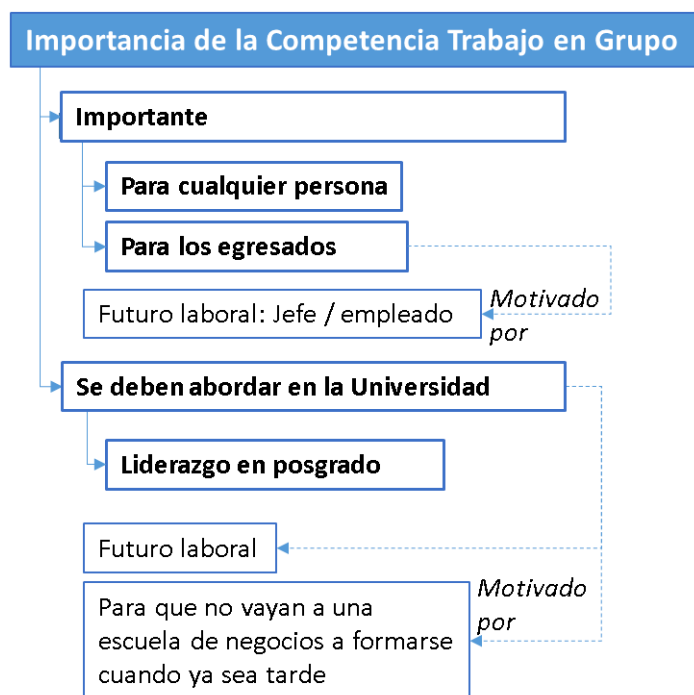 Importancia de la Competencia Trabajo en Grupo
Importante
Para cualquier persona
Para los egresados
Futuro laboral: Jefe / empleado
Motivado
por
Se deben abordar en la Universidad
Liderazgo en posgrado
Futuro laboral
Motivado
por
Para que no vayan a una
escuela de negocios a formarse
cuando ya sea tarde